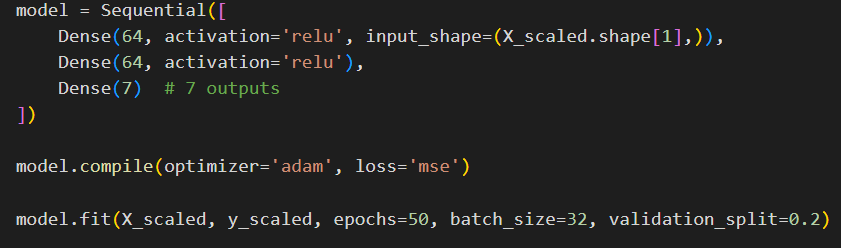 model = Sequential([
    Dense(64, activation='relu', input_shape=(X_scaled.shape[1],)),
    Dense(64, activation='relu'),
    Dense(7)  # 7 outputs
])

model.compile(optimizer='adam', loss='mse')

model.fit(X_scaled, y_scaled, epochs=50, batch_size=32, validation_split=0.2)